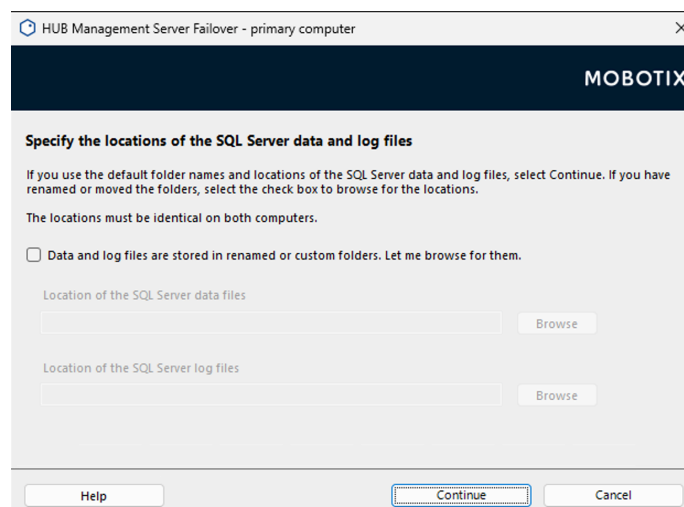 HUB Management Server Failover - primary computer
MOBOTIX
Specify the locations of the SQL Server data and log files
If you use the default folder names and locations of the SQL Server data and log files, select Continue. If you have
renamed or moved the folders, select the check box to browse for the locations.
The locations must be identical on both computers.
Data and log files are stored in renamed or custom folders. Let me browse for them.
Location of the SQL Server data files
Browse
Location of the SQL Server log files
Browse
Help
Continue
Cancel